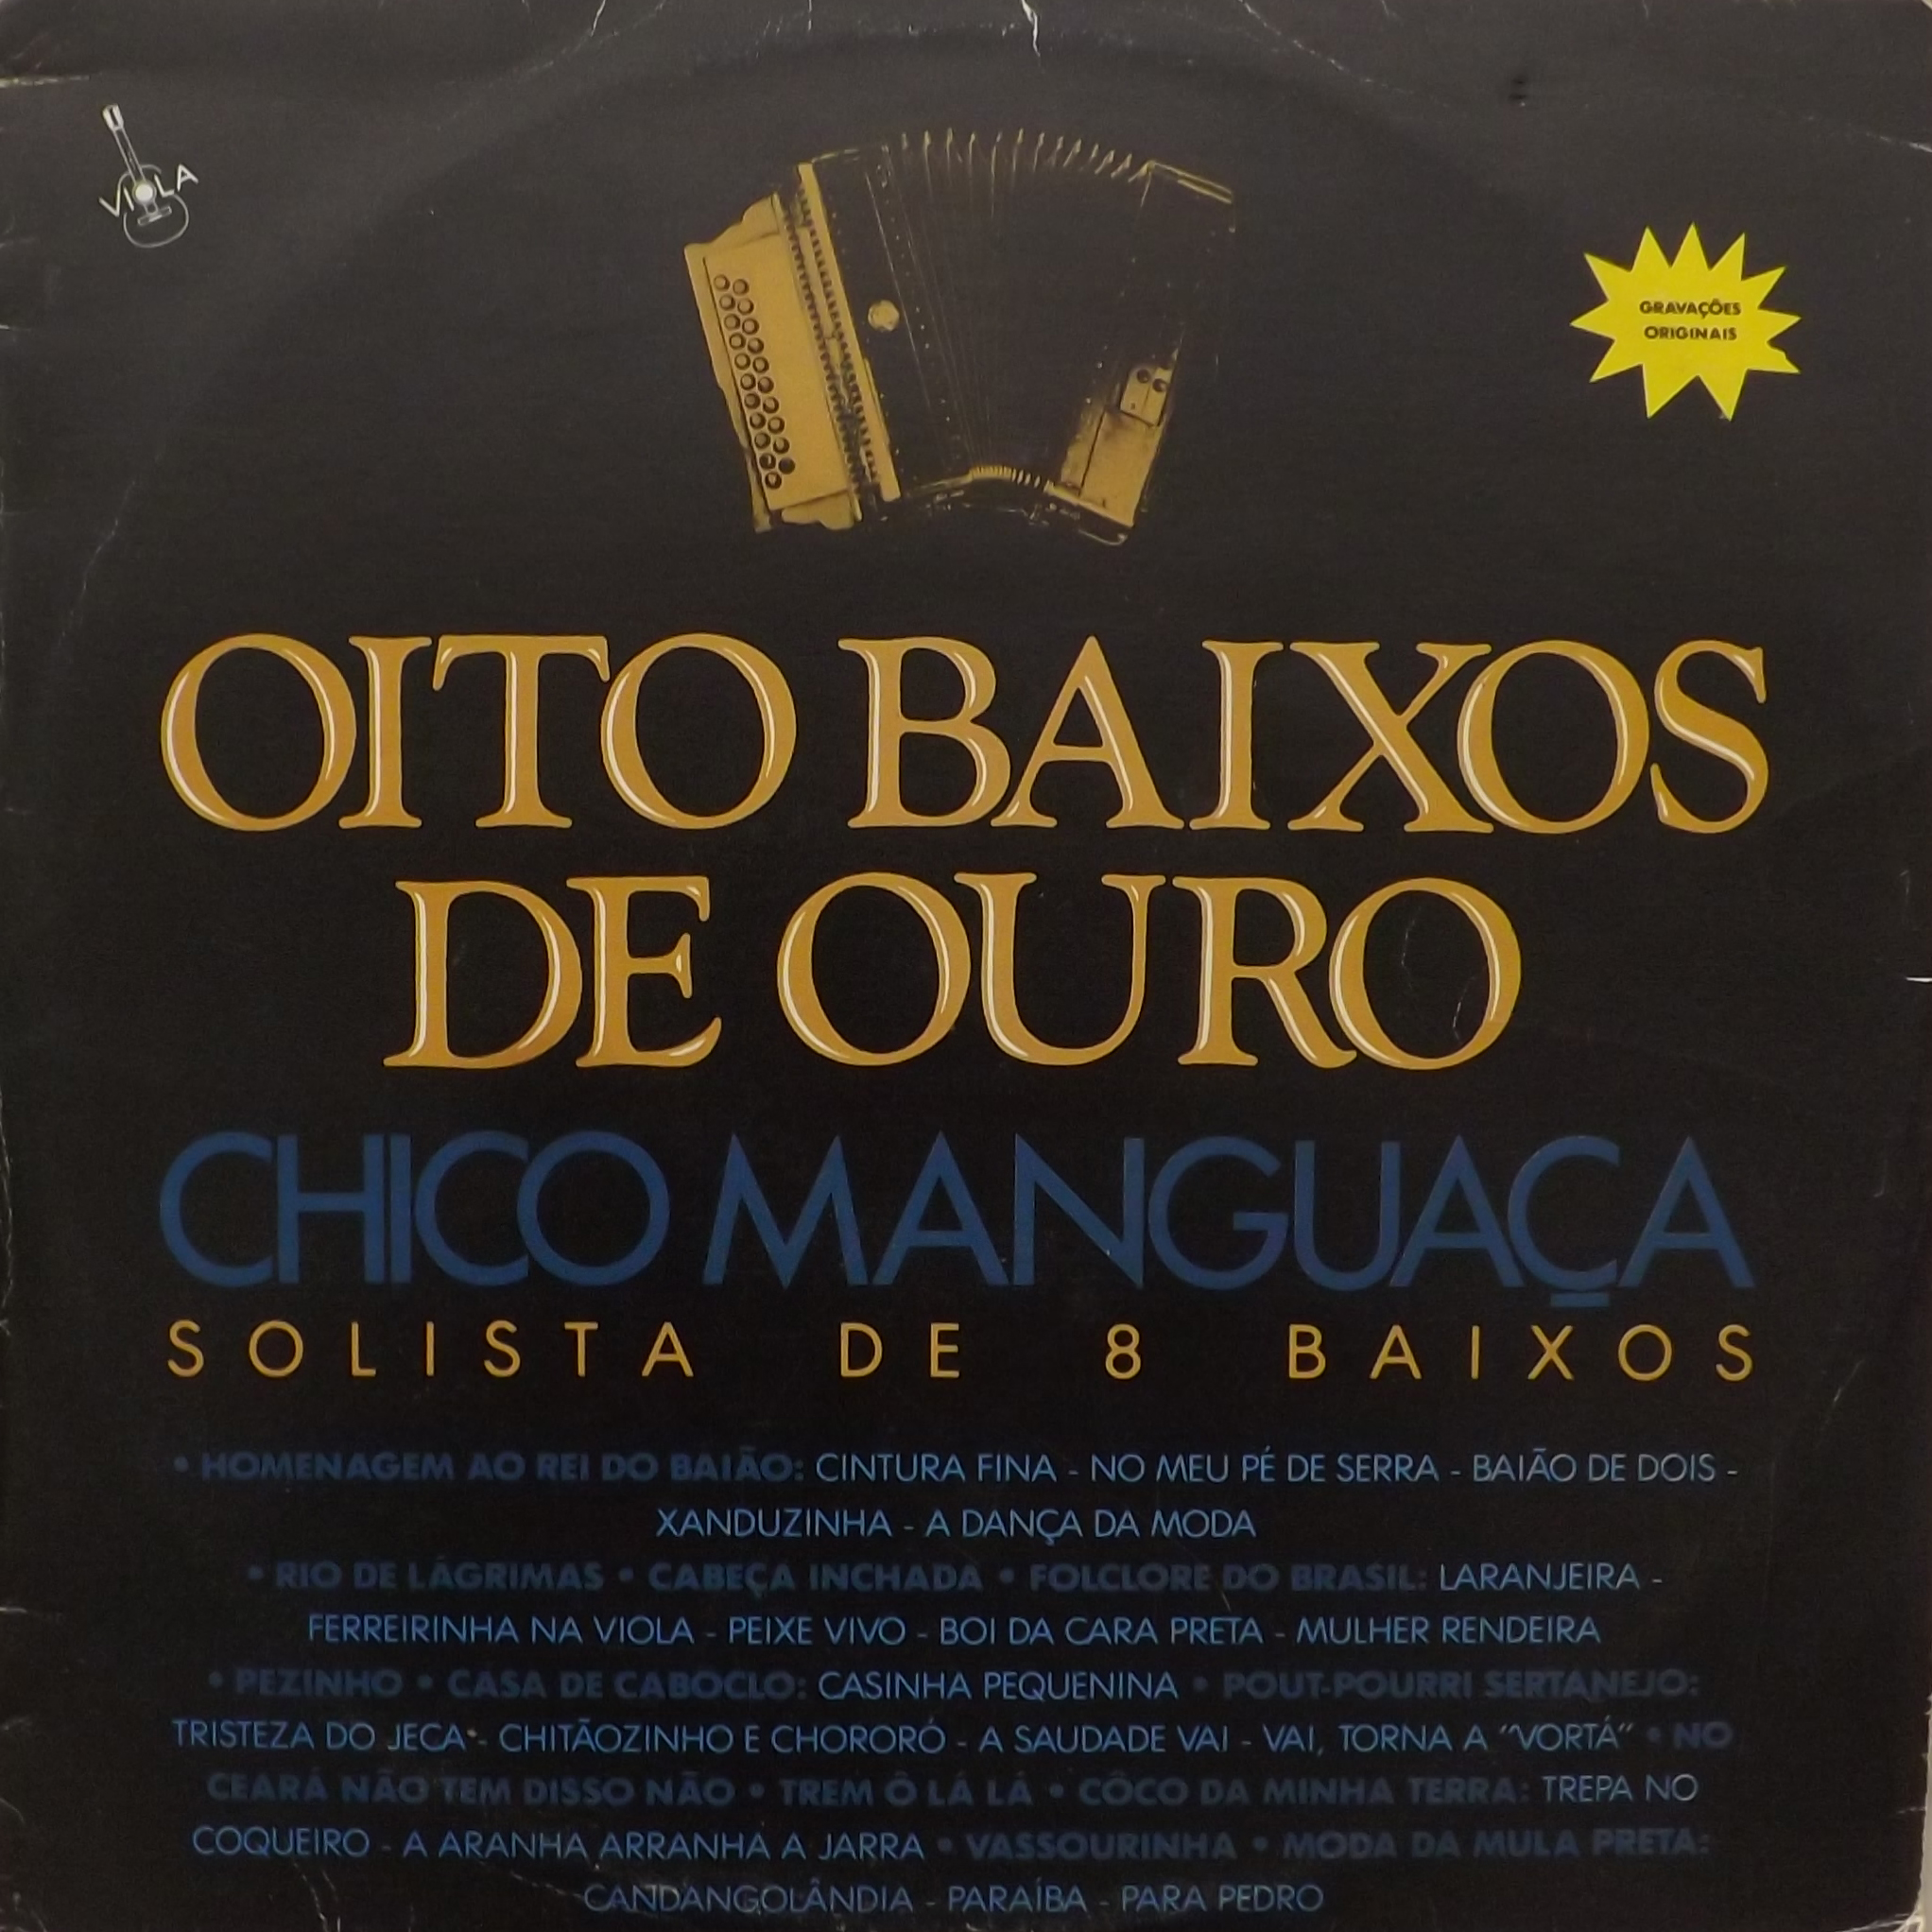 VIOLA
GRAVAÇÕES
ORIGINAIS
OITO BAIXOS
DE OURO
CHICO MANGUAÇA
SOLISTA DE 8 BAIXOS
• HOMENAGEM AO REI DO BAIÃO: CINTURA FINA - NO MEU PÉ DE SERRA - BAIÃO DE DOIS -
XANDUZINHA - A DANÇA DA MODA
• RIO DE LÁGRIMAS • CABEÇA INCHADA • FOLCLORE DO BRASIL: LARANJEIRA -
FERREIRINHA NA VIOLA - PEIXE VIVO - BOI DA CARA PRETA - MULHER RENDEIRA
• PEZINHO • CASA DE CABOCLO: CASINHA PEQUENINA • POUT-POURRI SERTANEJO:
TRISTEZA DO JECA - CHITÃOZINHO E CHORORÓ - A SAUDADE VAI - VAI, TORNA A "VORTÁ" • NO
CEARÁ NÃO TEM DISSO NÃO • TREM Ô LÁ LÁ • CÔCO DA MINHA TERRA: TREPA NO
COQUEIRO - A ARANHA ARRANHA A JARRA • VASSOURINHA • MODA DA MULA PRETA:
CANDANGOLÂNDIA - PARAÍBA - PARA PEDRO